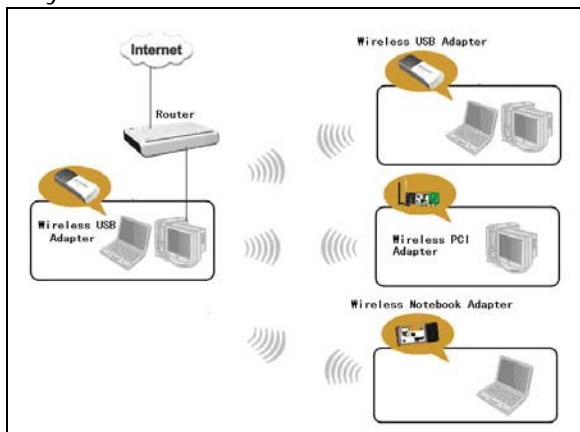 Internet
Wireless USB Adapter
Router
Wireless USB
Adapter
Wireless PCI
Adapter
Wireless Notebook Adapter